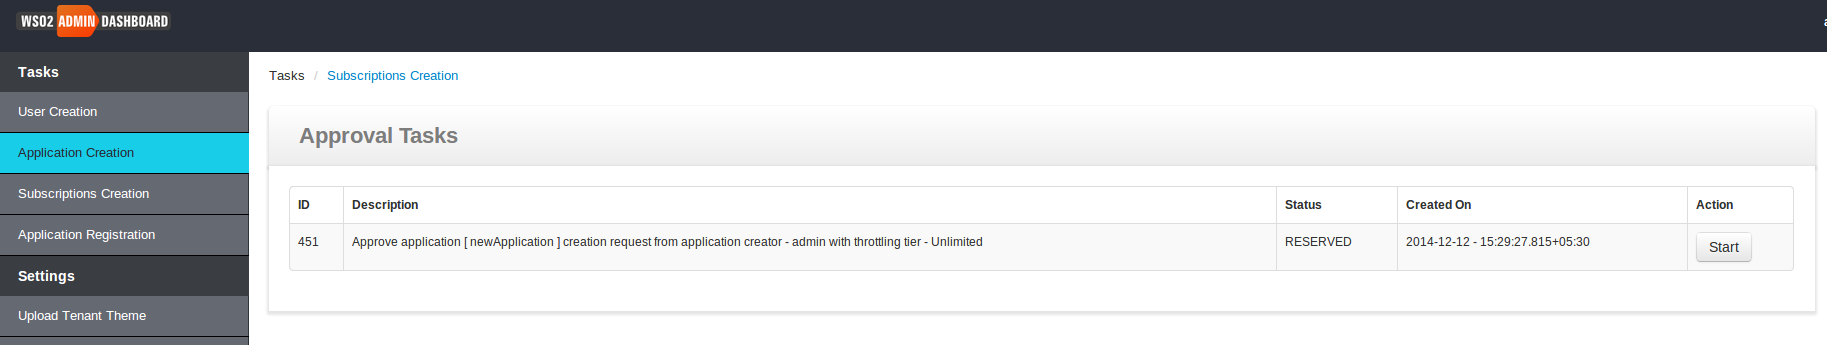 WSO2 ADMIN DASHBOARD
a
Tasks
User Creation
Application Creation
Subscriptions Creation
Application Registration
Settings
Upload Tenant Theme
Tasks / Subscriptions Creation
Approval Tasks
ID Description Status Created On Action
451 Approve application [ newApplication ] creation request from application creator - admin with throttling tier - Unlimited RESERVED 2014-12-12 - 15:29:27.815+05:30 Start